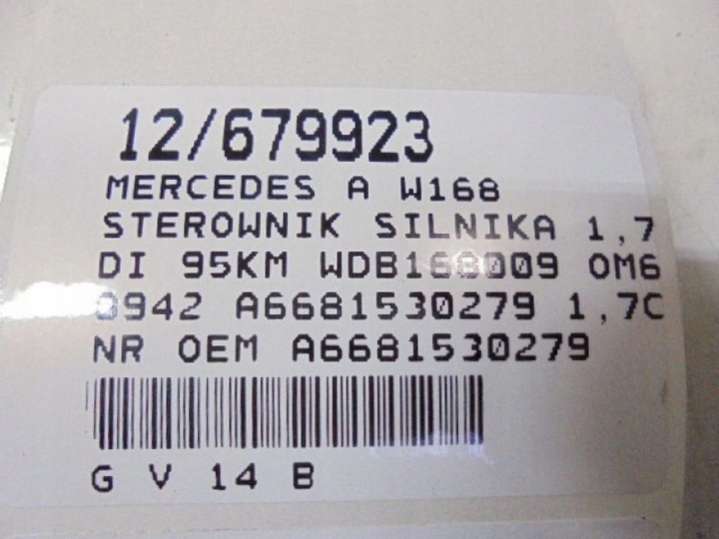 12/679923
MERCEDES A W168
STEROWNIK SILNIKA 1,7
DI 95KM WDB168009 OM6
A6681530279 1,7C
NR OEM A6681530279
G V 14 B